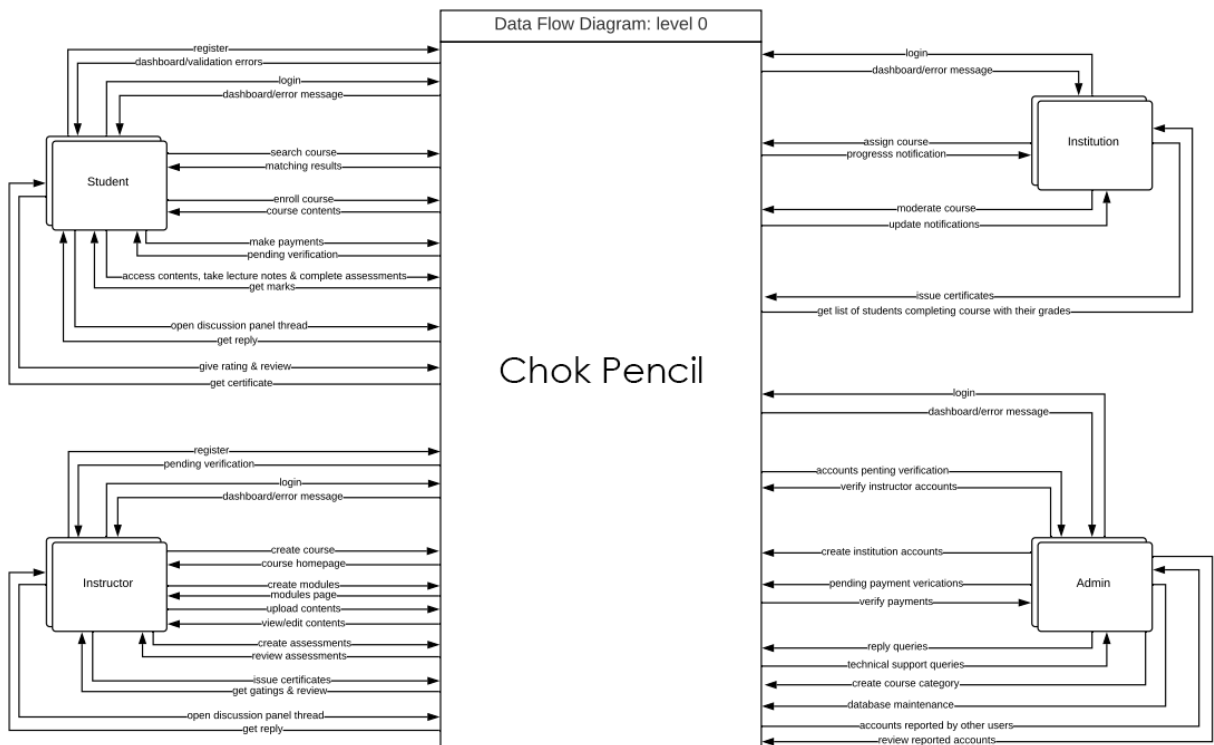 Data Flow Diagram: level 0
Chok Pencil
register
dashboard/validation errors
login
dashboard/error message
Student
search course
matching results
enroll course
course contents
make payments
pending verification
access contents, take lecture notes & complete assessments
get marks
open discussion panel thread
get reply
give rating & review
get certificate
register
pending verification
login
dashboard/error message
Instructor
create course
course homepage
create modules
modules page
upload contents
view/edit contents
create assessments
review assessments
issue certificates
get gatings & review
open discussion panel thread
get reply
login
dashboard/error message
Institution
assign course
progresss notification
moderate course
update notifications
issue certificates
get list of students completing course with their grades
login
dashboard/error message
accounts penting verification
verify instructor accounts
Admin
create institution accounts
pending payment verications
verify payments
reply queries
technical support queries
create course category
database maintenance
accounts reported by other users
review reported accounts